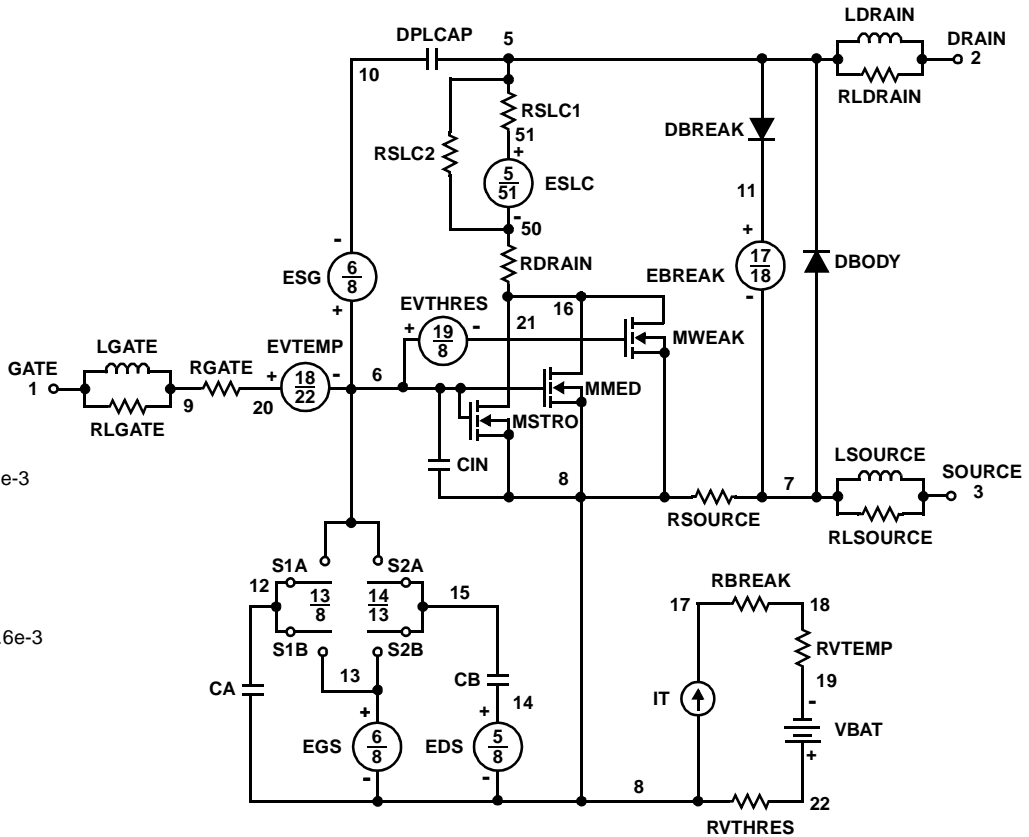 LDRAIN
DPLCAP 5 DRAIN
10 2
RSLC1 RLDRAIN
51 DBREAK
RSLC2 +
5
51 ESLC 11
- 50
- +
RDRAIN 17
18 DBODY
6
8 EBREAK
ESG EVTHRES 16 -
+ + 19
8 - 21
MWEAK
LGATE EVTEMP
GATE RGATE + 18
22 - 6 MMED
1 9 20 MSTRO
RLGATE LSOURCE
CIN 8 7 SOURCE
e-3 3
RSOURCE RLSOURCE
S1A S2A
12 13
8 14
13 15 RBREAK
17 18
.6e-3 S1B S2B RVTEMP
13 CB 19
CA 14 IT -
+ + VBAT
EGS 6
8 EDS 5
8 +
- - 8 22
RVTHRES